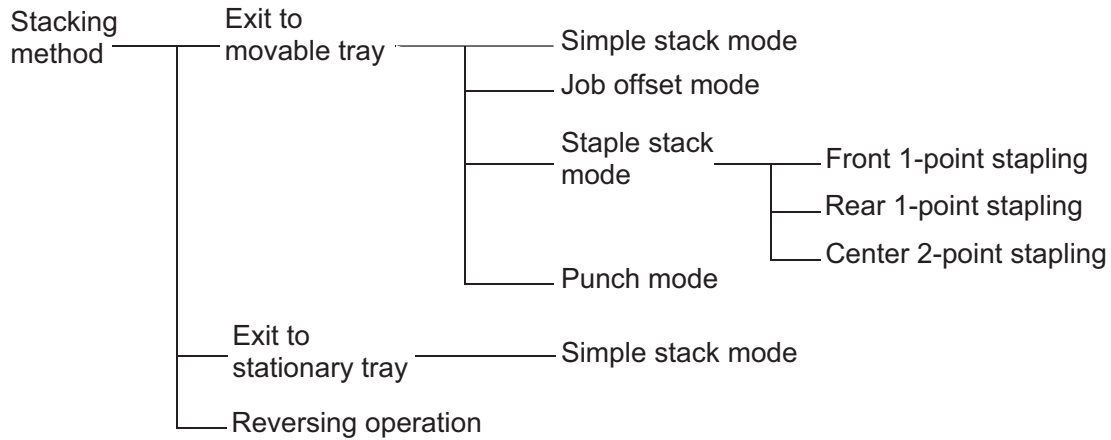 Stacking
method
Exit to
movable tray
Simple stack mode
Job offset mode
Staple stack
mode
Front 1-point stapling
Rear 1-point stapling
Center 2-point stapling
Punch mode
Exit to
stationary tray
Simple stack mode
Reversing operation